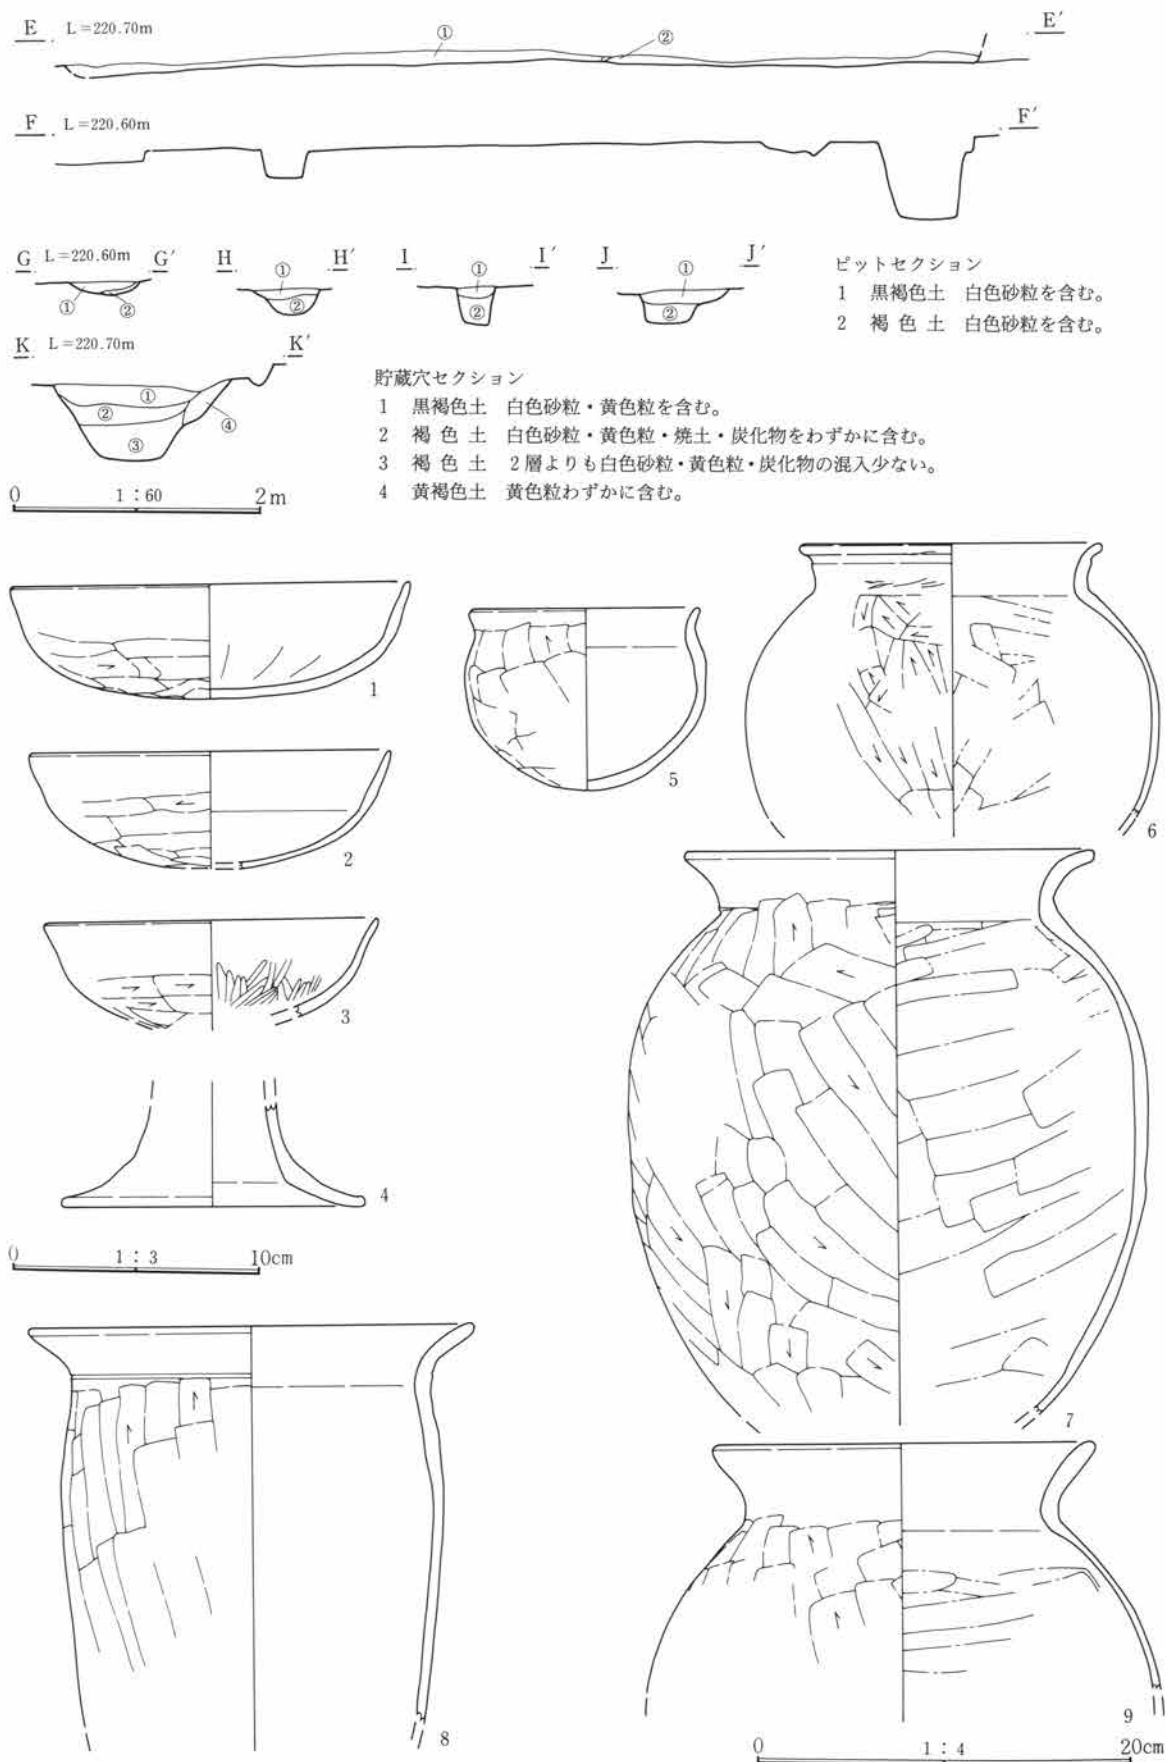 E L=220.70m ① ② E′
F L=220.60m F′
G L=220.60m G′ H ① H′ I ① I′ J ① J′
① ② ② ② ②
K L=220.70m K′
① ② ③ ④
ピットセクション
1 黒褐色土 白色砂粒を含む。
2 褐色土 白色砂粒を含む。
貯蔵穴セクション
1 黒褐色土 白色砂粒・黄色粒を含む。
2 褐色土 白色砂粒・黄色粒・焼土・炭化物をわずかに含む。
3 褐色土 2層よりも白色砂粒・黄色粒・炭化物の混入少ない。
4 黄褐色土 黄色粒わずかに含む。
0 1:60 2m
1
2
3
4
5
6
7
0 1:3 10cm
8
9
0 1:4 20cm